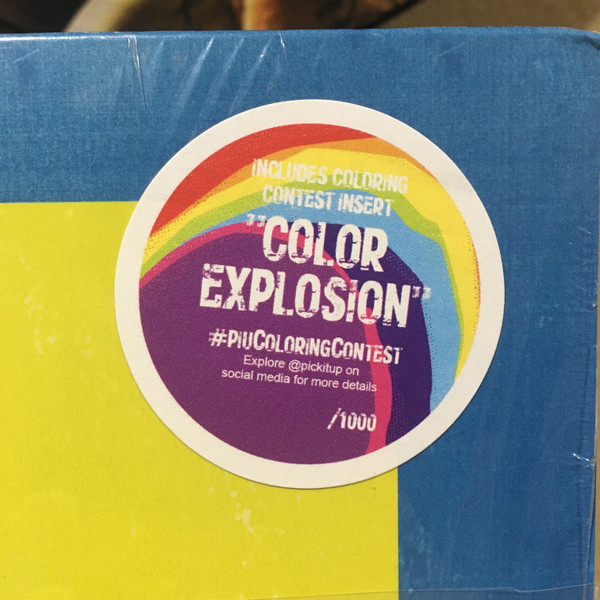 INCLUDES COLORING
CONTEST INSERT
"COLOR
EXPLOSION"
#PIUCOLORINGCONTEST
Explore @pickitup on
social media for more details
/1000